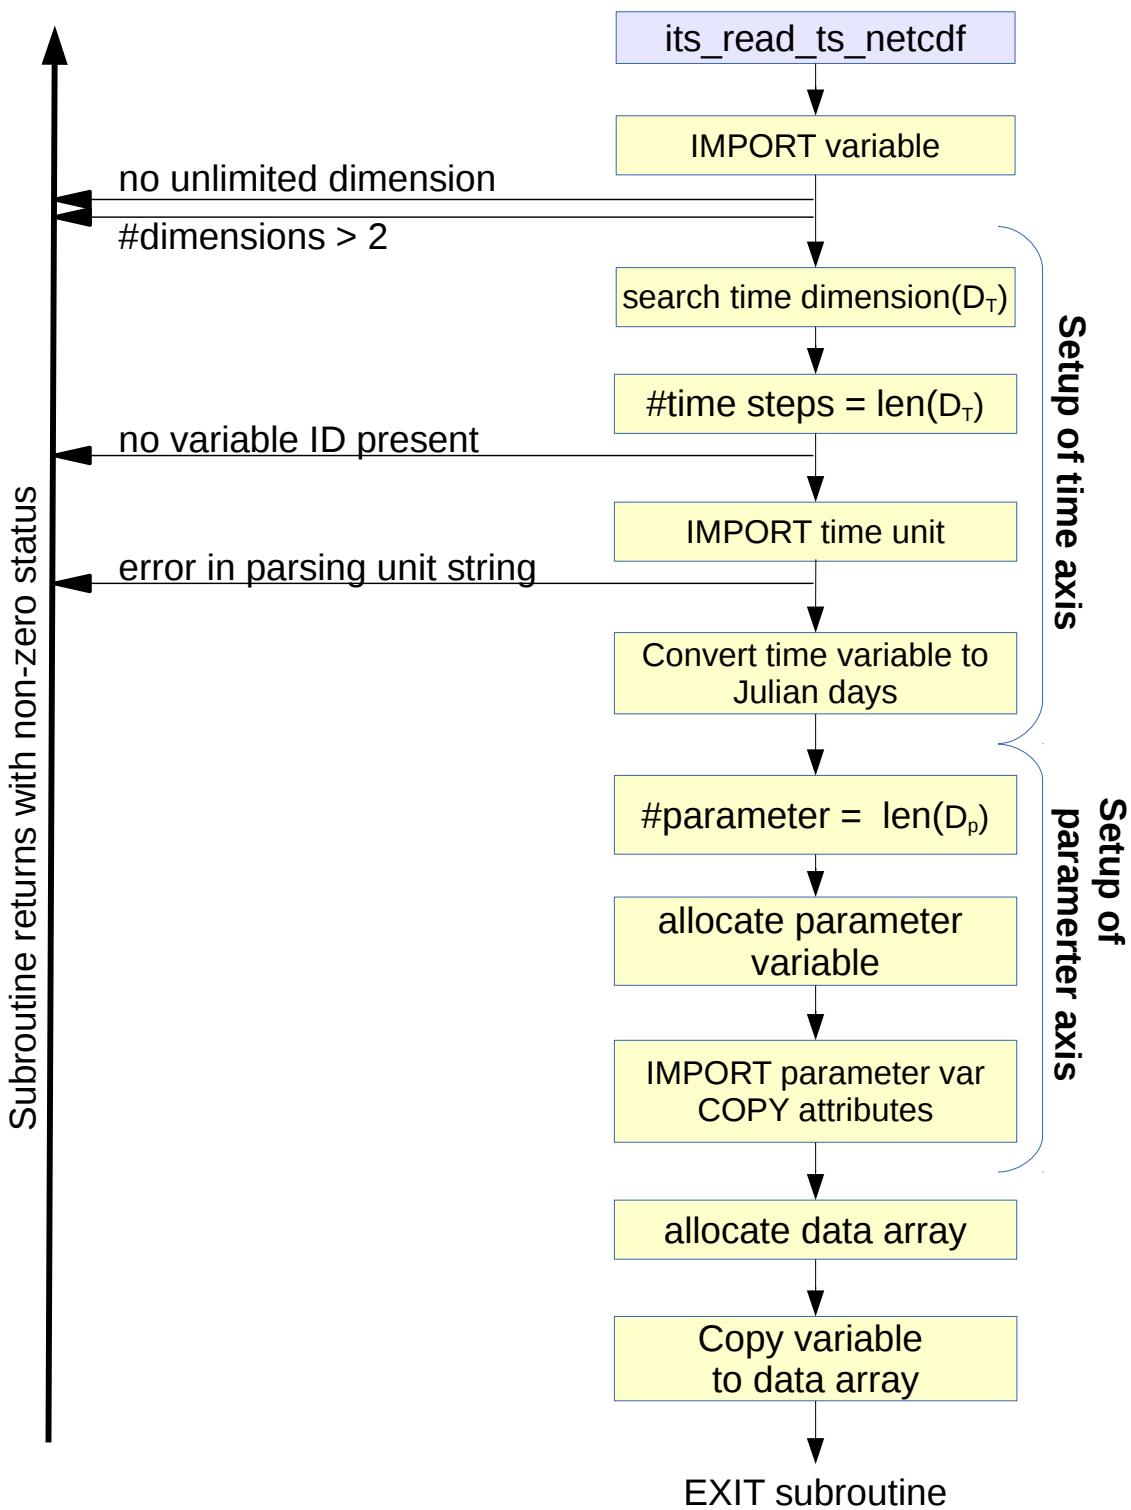 its_read_ts_netcdf
IMPORT variable
no unlimited dimension
#dimensions > 2
search time dimension(D_T)
#time steps = len(D_T)
no variable ID present
IMPORT time unit
error in parsing unit string
Convert time variable to
Julian days
Setup of time axis
#parameter = len(D_p)
allocate parameter
variable
IMPORT parameter var
COPY attributes
Setup of
paramerter axis
allocate data array
Copy variable
to data array
EXIT subroutine
Subroutine returns with non-zero status